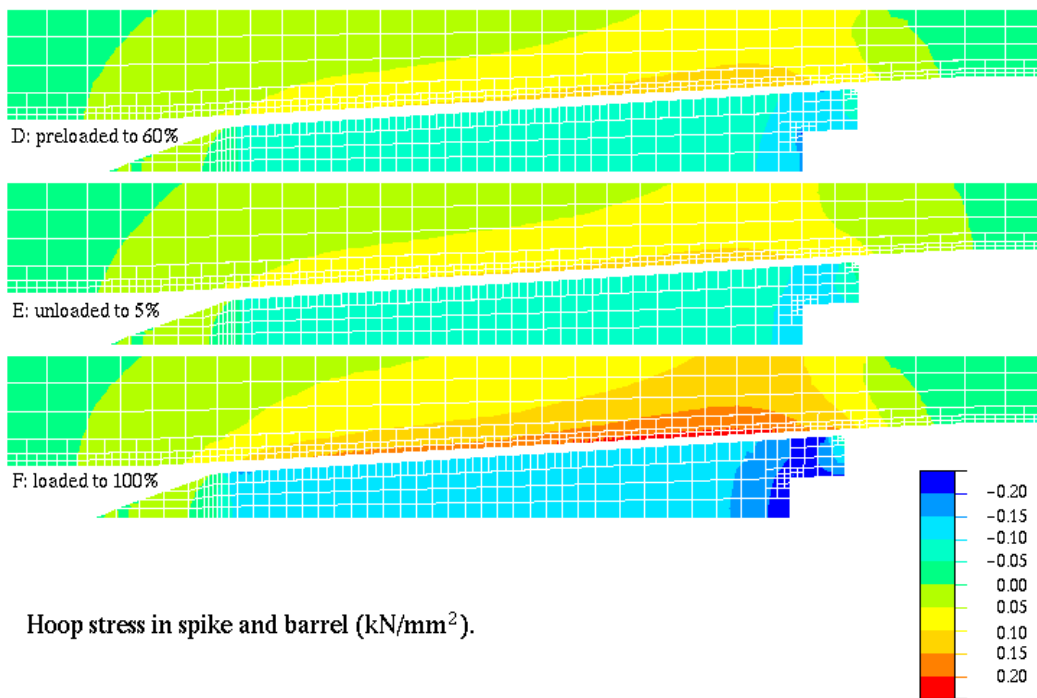 D: preloaded to 60%
E: unloaded to 5%
F: loaded to 100%
-0.20
-0.15
-0.10
-0.05
0.00
0.05
0.10
0.15
0.20
Hoop stress in spike and barrel (kN/mm²).